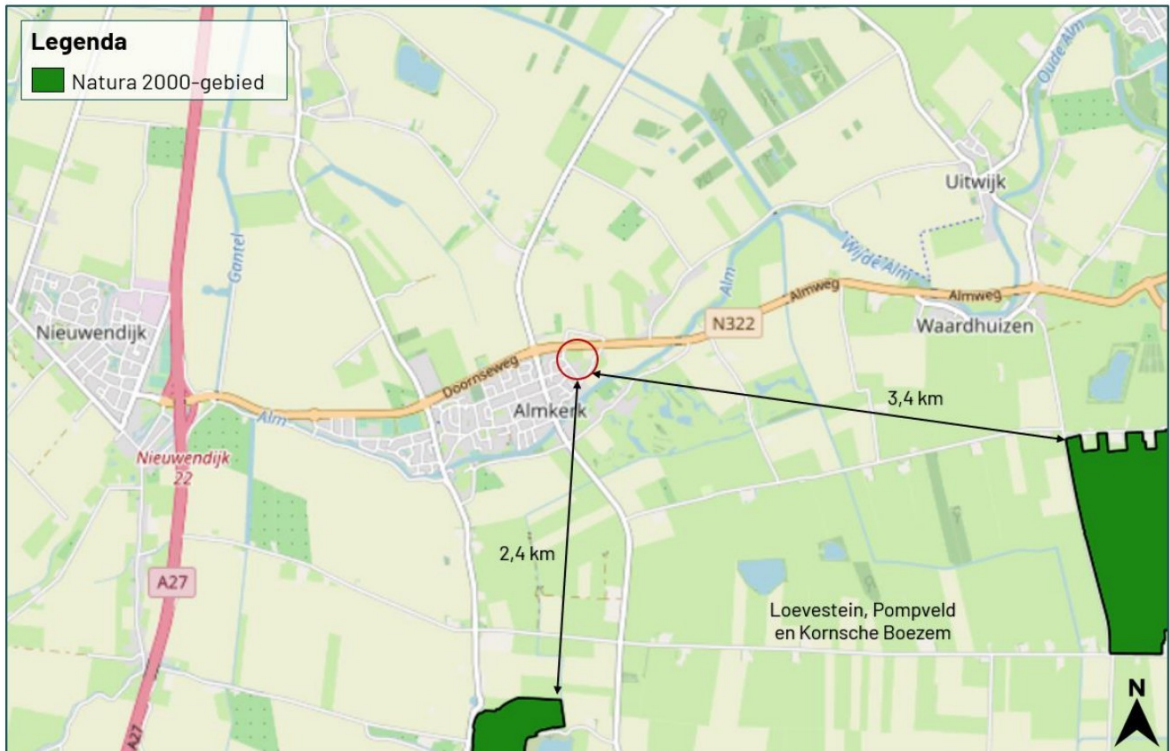 Legenda
Natura 2000-gebied
Oude Alm
Uitwijk
Gantel
Wijde Alm
Alm
Almweg
Almweg
Nieuwendijk
N322
Waardhuizen
Doornseweg
3,4 km
Almkerk
Alm
Nieuwendijk
22
2,4 km
A27
Loevestein, Pompveld
en Kornsche Boezem
N
A27